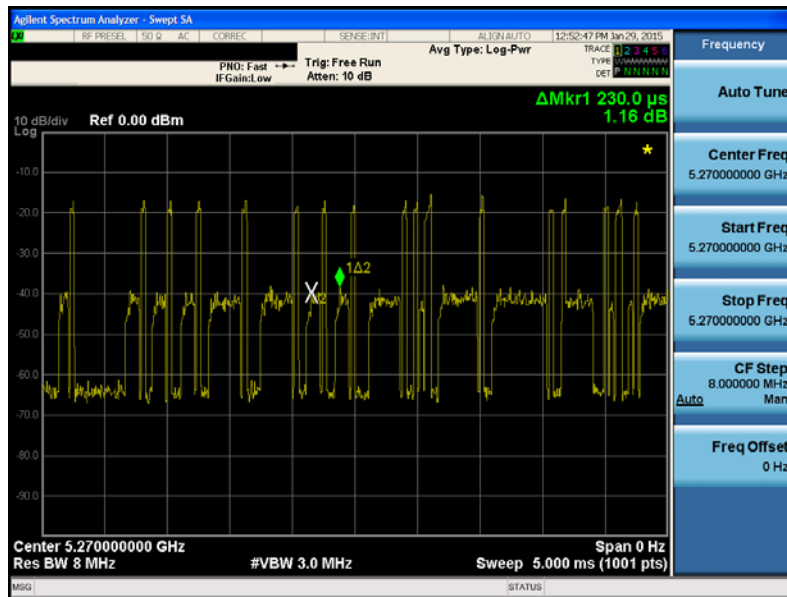 Agilent Spectrum Analyzer - Swept SA
RF PRESEL 50 Ω AC CORREC SENSE:INT ALIGN AUTO 12:52:47 PM Jan 29, 2015
Avg Type: Log-Pwr TRACE 1 2 3 4 5 6
PNO: Fast Trig: Free Run TYPE
IFGain:Low Atten: 10 dB DET P N N N N N
ΔMkr1 230.0 µs
10 dB/div Ref 0.00 dBm 1.16 dB
Log
-10.0
-20.0
-30.0
1Δ2
-40.0
X2
-50.0
-60.0
-70.0
-80.0
-90.0
Center 5.270000000 GHz Span 0 Hz
Res BW 8 MHz #VBW 3.0 MHz Sweep 5.000 ms (1001 pts)
MSG STATUS
Frequency
Auto Tune
Center Freq
5.270000000 GHz
Start Freq
5.270000000 GHz
Stop Freq
5.270000000 GHz
CF Step
8.000000 MHz
Auto Man
Freq Offset
0 Hz